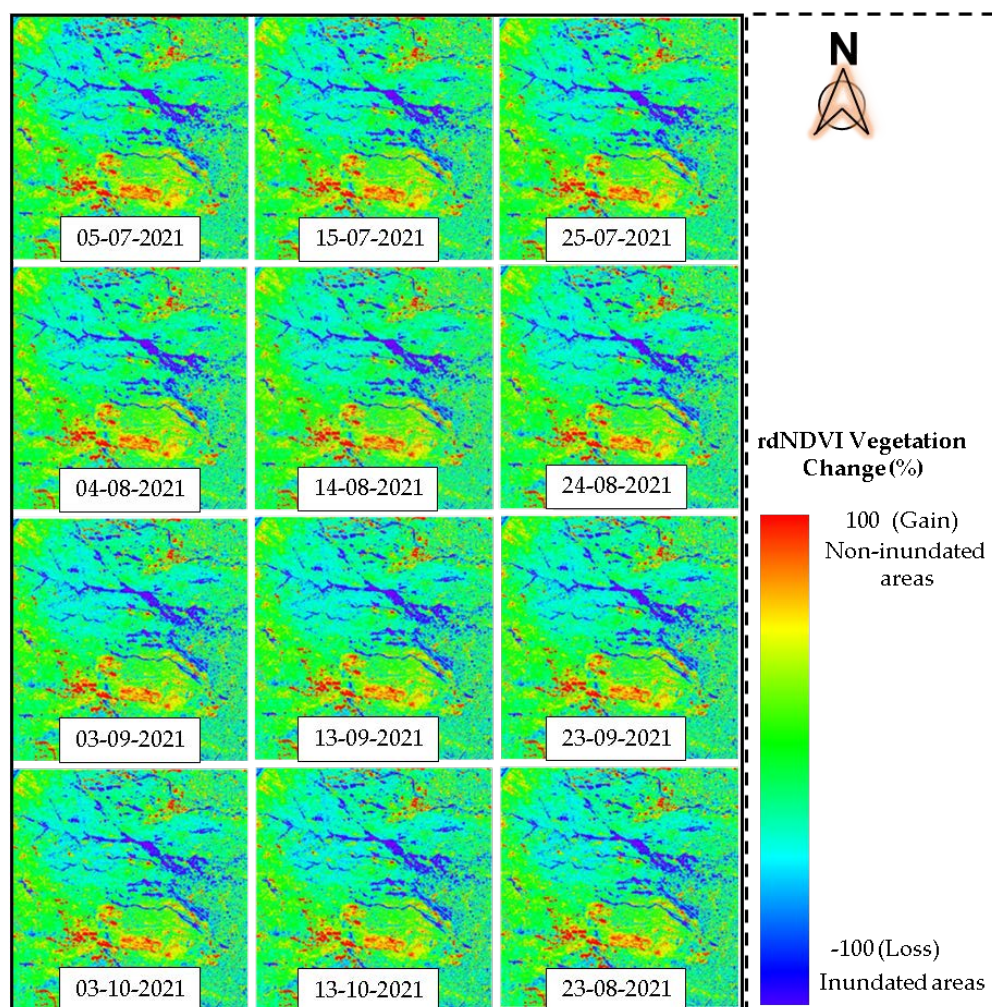 N
05-07-2021
15-07-2021
25-07-2021
04-08-2021
14-08-2021
24-08-2021
rdNDVI Vegetation
Change (%)
100 (Gain)
Non-inundated
areas
03-09-2021
13-09-2021
23-09-2021
03-10-2021
13-10-2021
23-08-2021
-100 (Loss)
Inundated areas